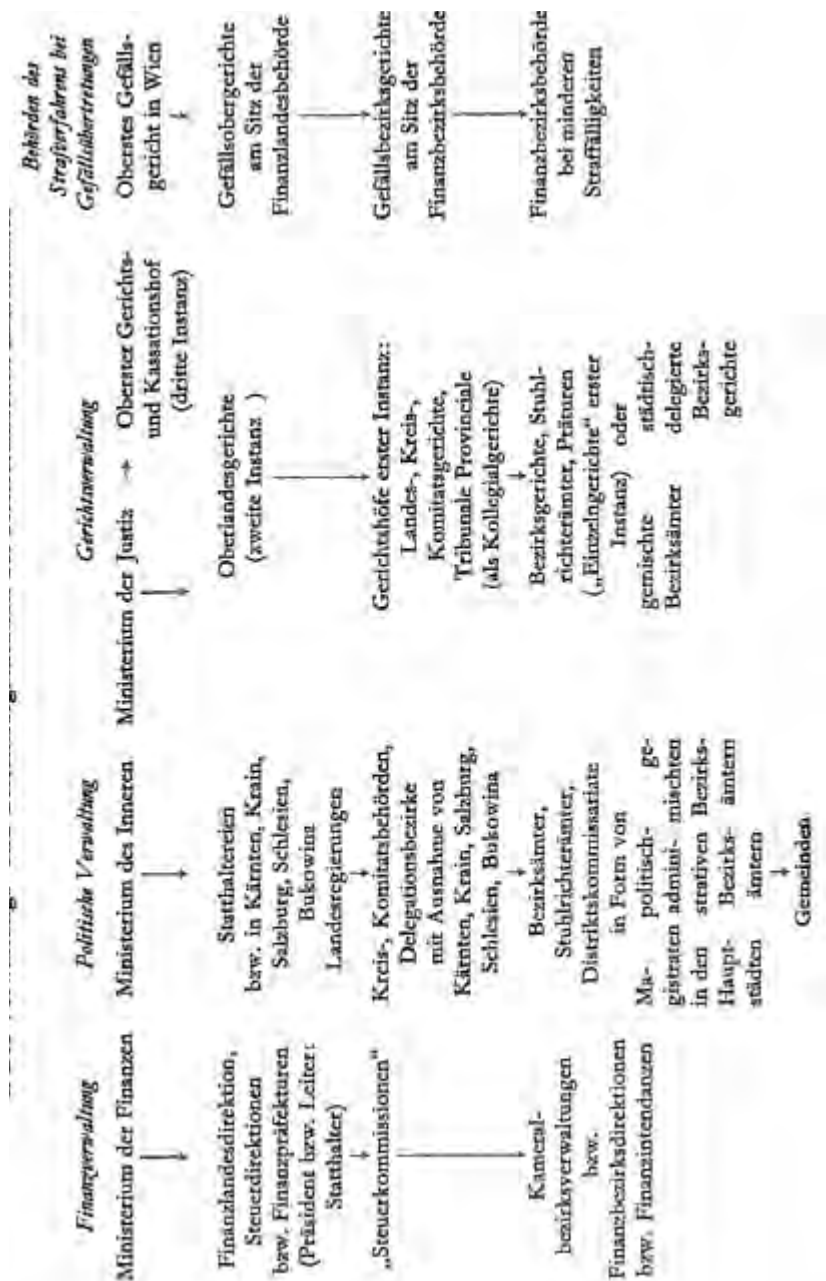 Finanzverwaltung
Ministerium der Finanzen
Finanzlandesdirektion,
Steuerdirektionen
bzw. Finanzpräfekturen
(Präsident bzw. Leiter:
Statthalter)
„Steuerkommissionen“
Kameral-
bezirksverwaltungen
bzw.
Finanzbezirksdirektionen
bzw. Finanzintendanzen
Politische Verwaltung
Ministerium des Inneren
Statthaltereien
bzw. in Kärnten, Krain,
Salzburg, Schlesien,
Bukowina
Landesregierungen
Kreis-, Komitatsbehörden,
Delegationsbezirke
mit Ausnahme von
Kärnten, Krain, Salzburg,
Schlesien, Bukowina
Bezirksämter,
Stuhlrichterämter,
Distriktskommissariate
in Form von
Ma- politisch- ge-
gistraten admini- mischten
in den strativen Bezirks-
Haupt- Bezirks- ämtern
städten ämtern
Gemeinden
Gerichtsverwaltung
Ministerium der Justiz → Oberster Gerichts-
und Kassationshof
(dritte Instanz)
Oberlandesgerichte
(zweite Instanz )
Gerichtshöfe erster Instanz:
Landes-, Kreis-,
Komitatsgerichte,
Tribunale Provinciale
(als Kollegialgerichte)
Bezirksgerichte, Stuhl-
richterämter, Präturen
(„Einzelngerichte“ erster
Instanz) oder
gemischte städtisch-
Bezirksämter delegierte
Bezirks-
gerichte
Behörden des
Strafverfahrens bei
Gefällsübertretungen
Oberstes Gefälls-
gericht in Wien
Gefällsobergerichte
am Sitz der
Finanzlandesbehörde
Gefällsbezirksgerichte
am Sitz der
Finanzbezirksbehörde
Finanzbezirksbehörde
bei minderen
Straffälligkeiten